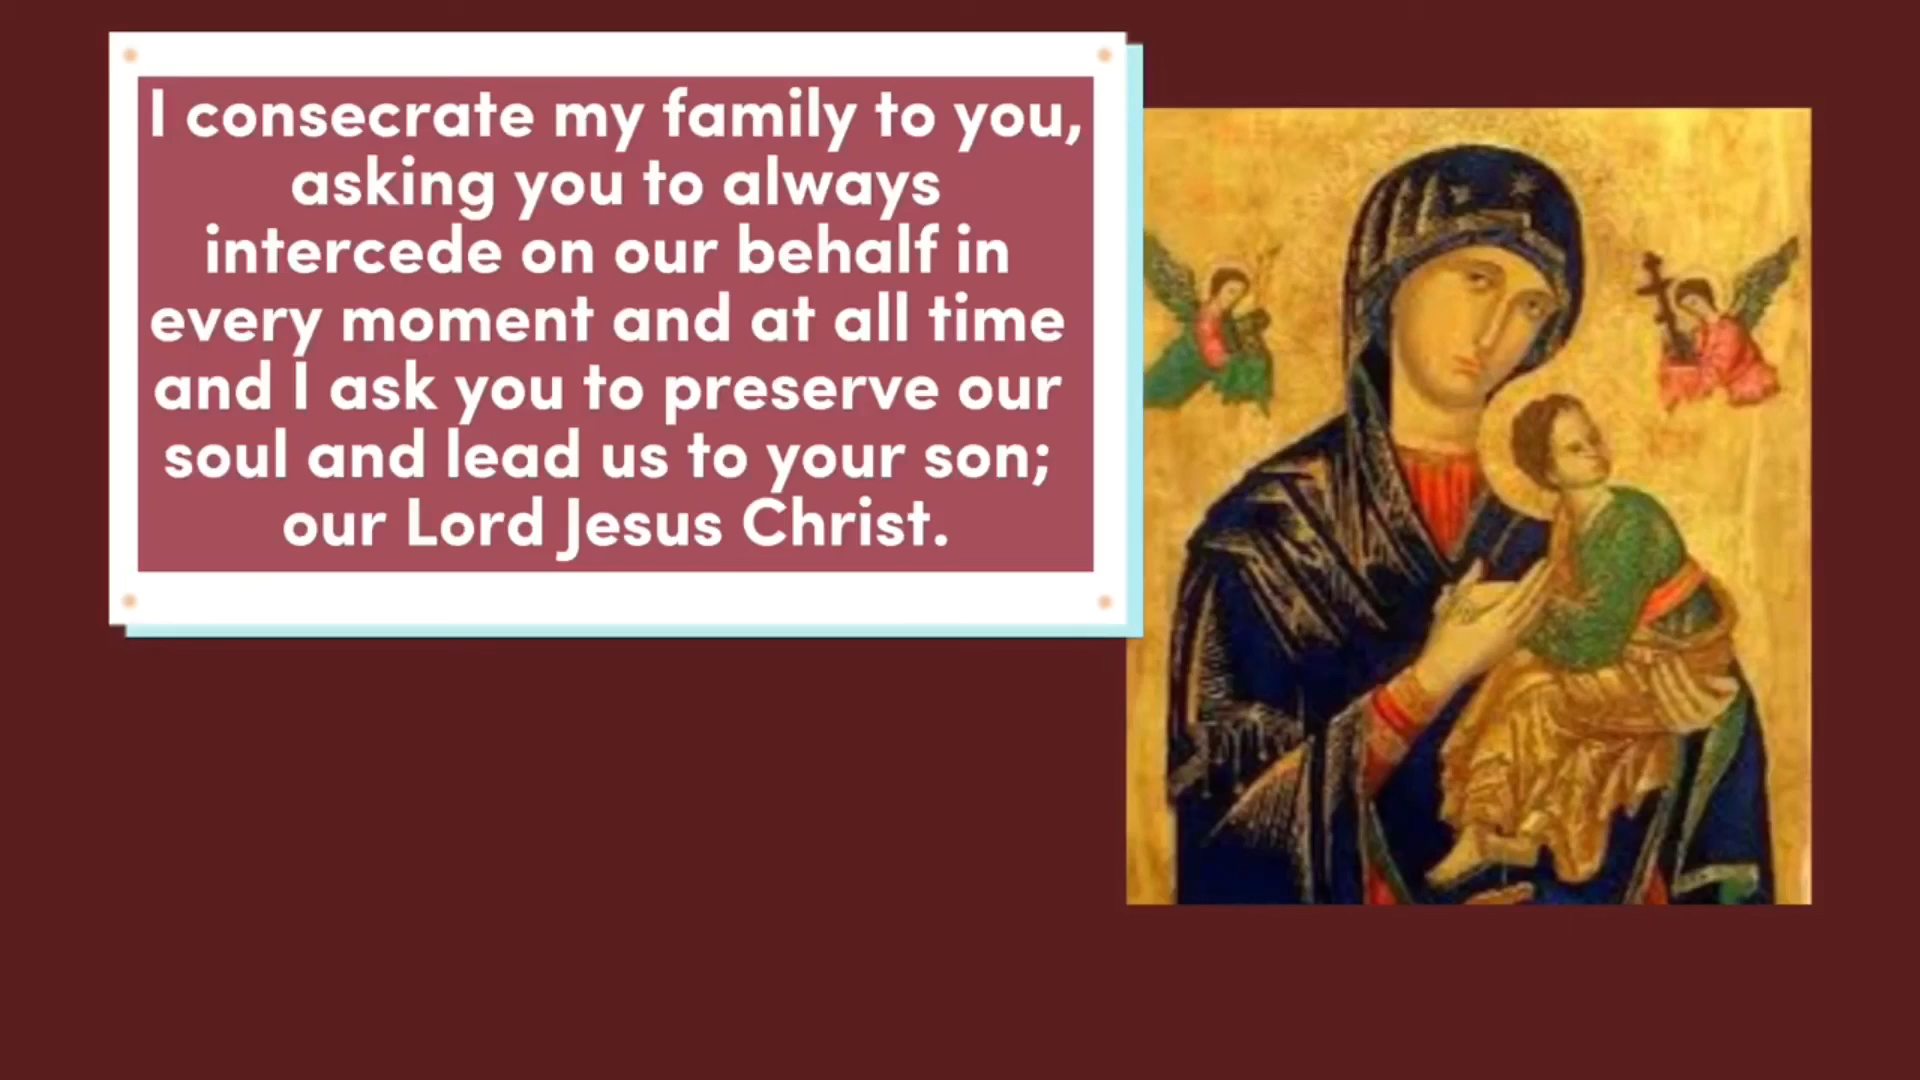 I consecrate my family to you,
asking you to always
intercede on our behalf in
every moment and at all time
and I ask you to preserve our
soul and lead us to your son;
our Lord Jesus Christ.